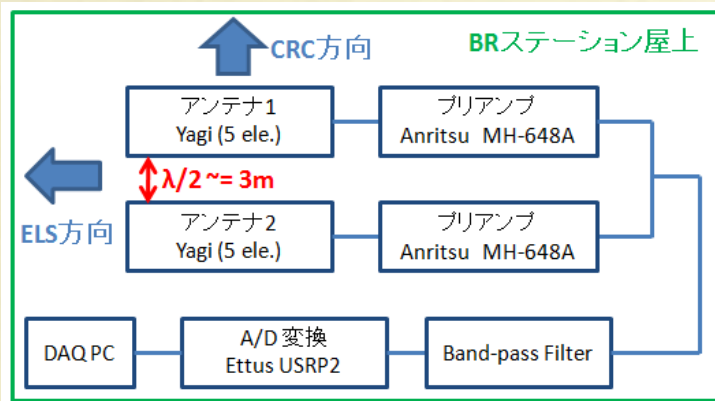 BRステーション屋上
CRC方向
アンテナ1
Yagi (5 ele.)
プリアンプ
Anritsu MH-648A
λ/2 ~= 3m
ELS方向
アンテナ2
Yagi (5 ele.)
プリアンプ
Anritsu MH-648A
DAQ PC
A/D 変換
Ettus USRP2
Band-pass Filter